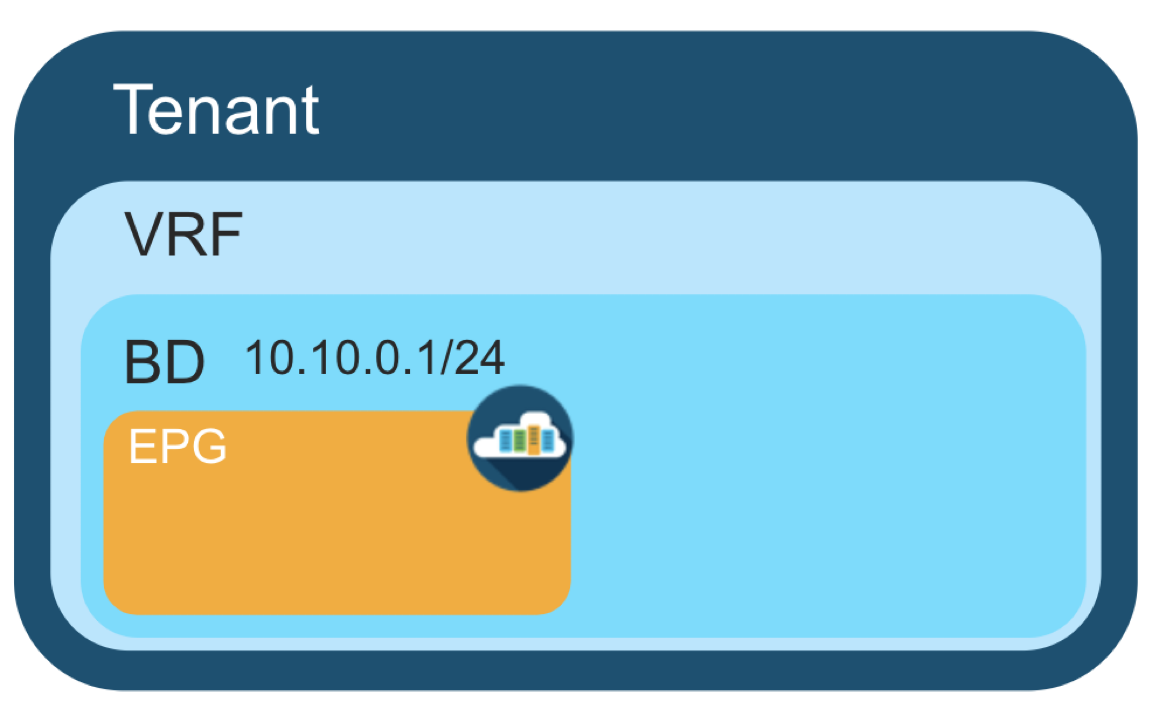 Tenant
VRF
BD 10.10.0.1/24
EPG